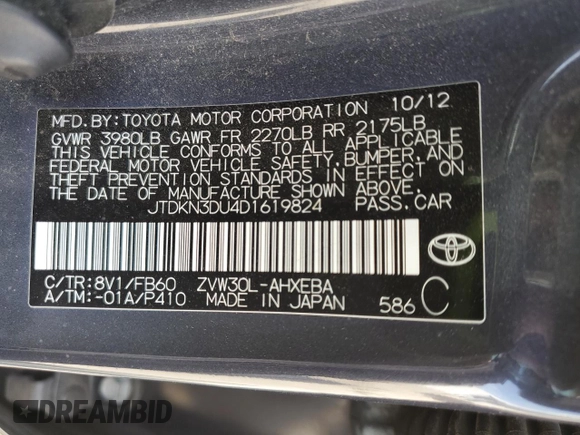 MFD. BY: TOYOTA MOTOR CORPORATION 10/12
GVWR 3980LB GAWR FR 2270LB RR 2175LB
THIS VEHICLE CONFORMS TO ALL APPLICABLE
FEDERAL MOTOR VEHICLE SAFETY, BUMPER, AND
THEFT PREVENTION STANDARDS IN EFFECT ON
THE DATE OF MANUFACTURE SHOWN ABOVE.
JTDKN3DU4D1619824 PASS. CAR
C/TR: 8V1/FB60 ZVW30L-AHXEBA
A/TM: -01A/P410 MADE IN JAPAN 586 C
DREAMBID